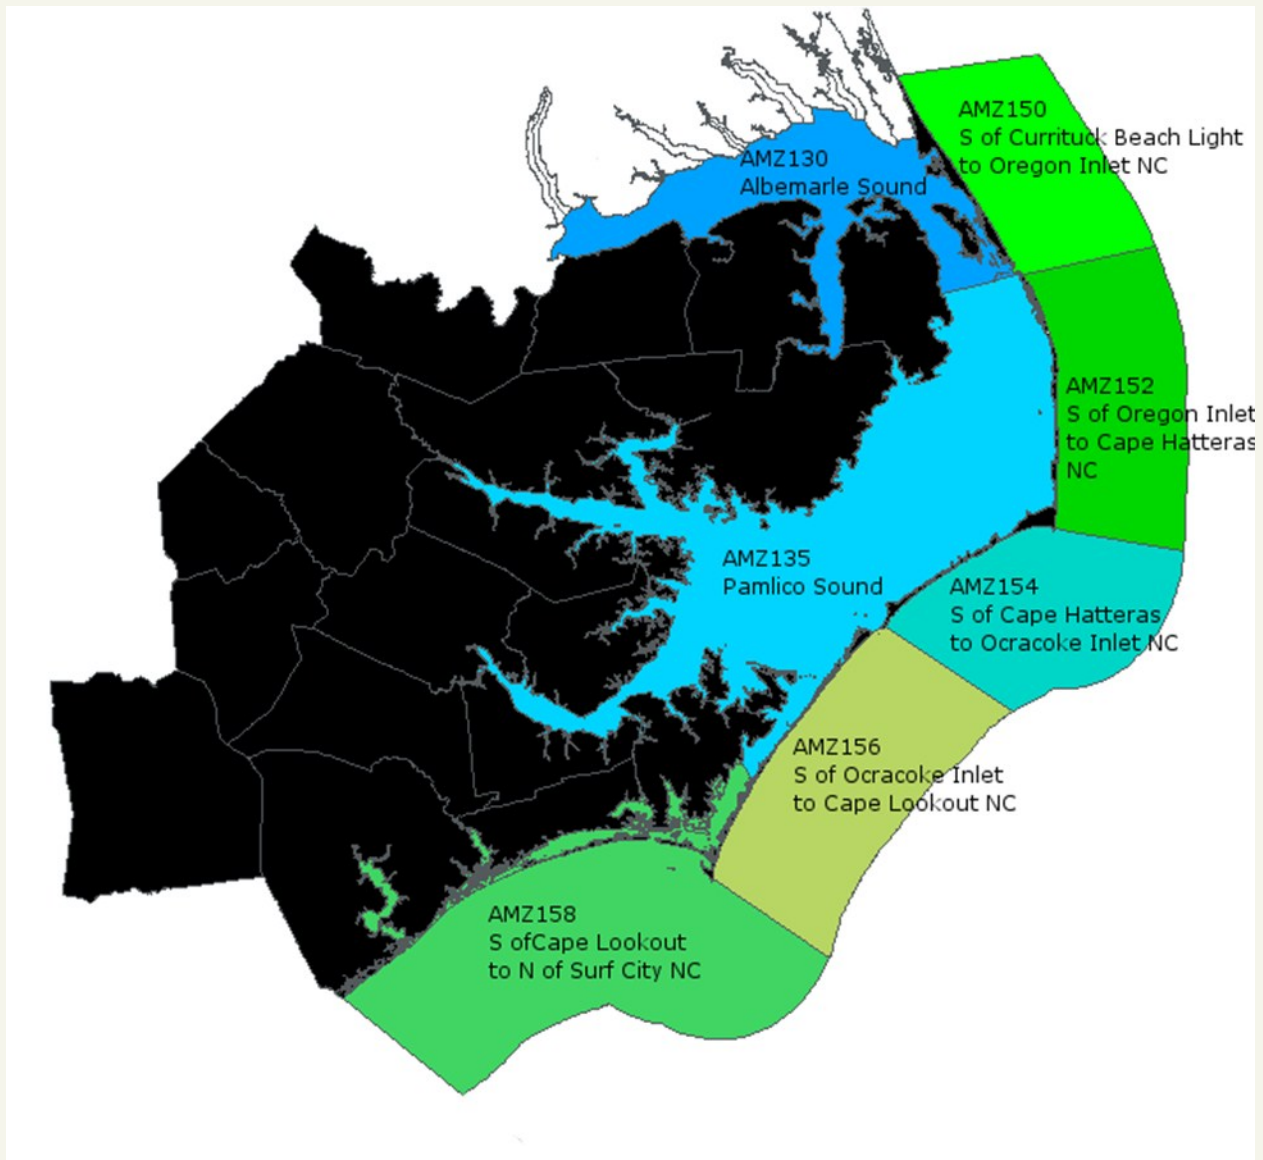 AMZ150
S of Currituck Beach Light
to Oregon Inlet NC
AMZ130
Albemarle Sound
AMZ152
S of Oregon Inlet
to Cape Hatteras
NC
AMZ135
Pamlico Sound
AMZ154
S of Cape Hatteras
to Ocracoke Inlet NC
AMZ156
S of Ocracoke Inlet
to Cape Lookout NC
AMZ158
S ofCape Lookout
to N of Surf City NC